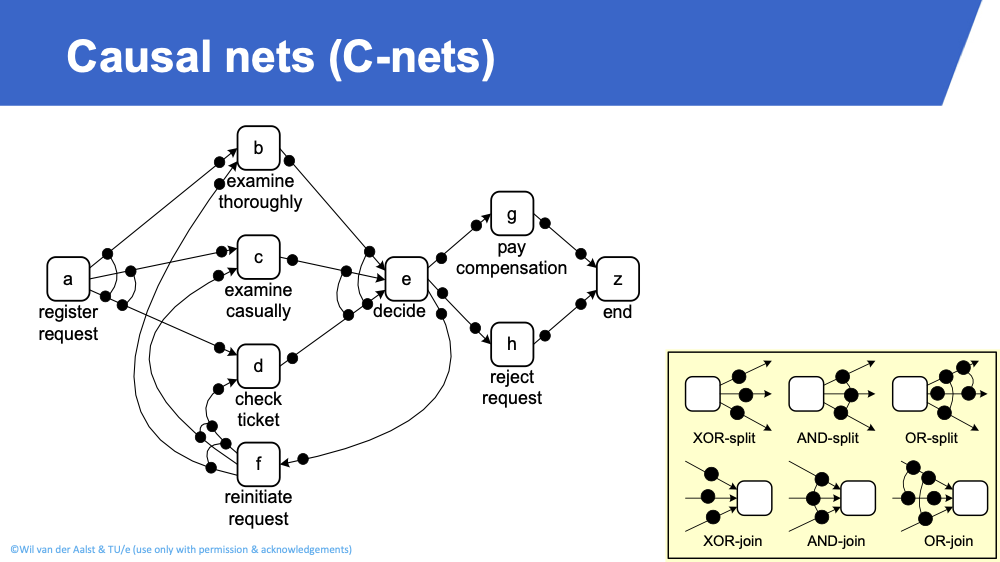 Causal nets (C-nets)
b
examine
thoroughly
g
pay
compensation
c
examine
casually
a
register
request
e
decide
z
end
d
check
ticket
h
reject
request
f
reinitiate
request
XOR-split
AND-split
OR-split
XOR-join
AND-join
OR-join
©Wil van der Aalst & TU/e (use only with permission & acknowledgements)